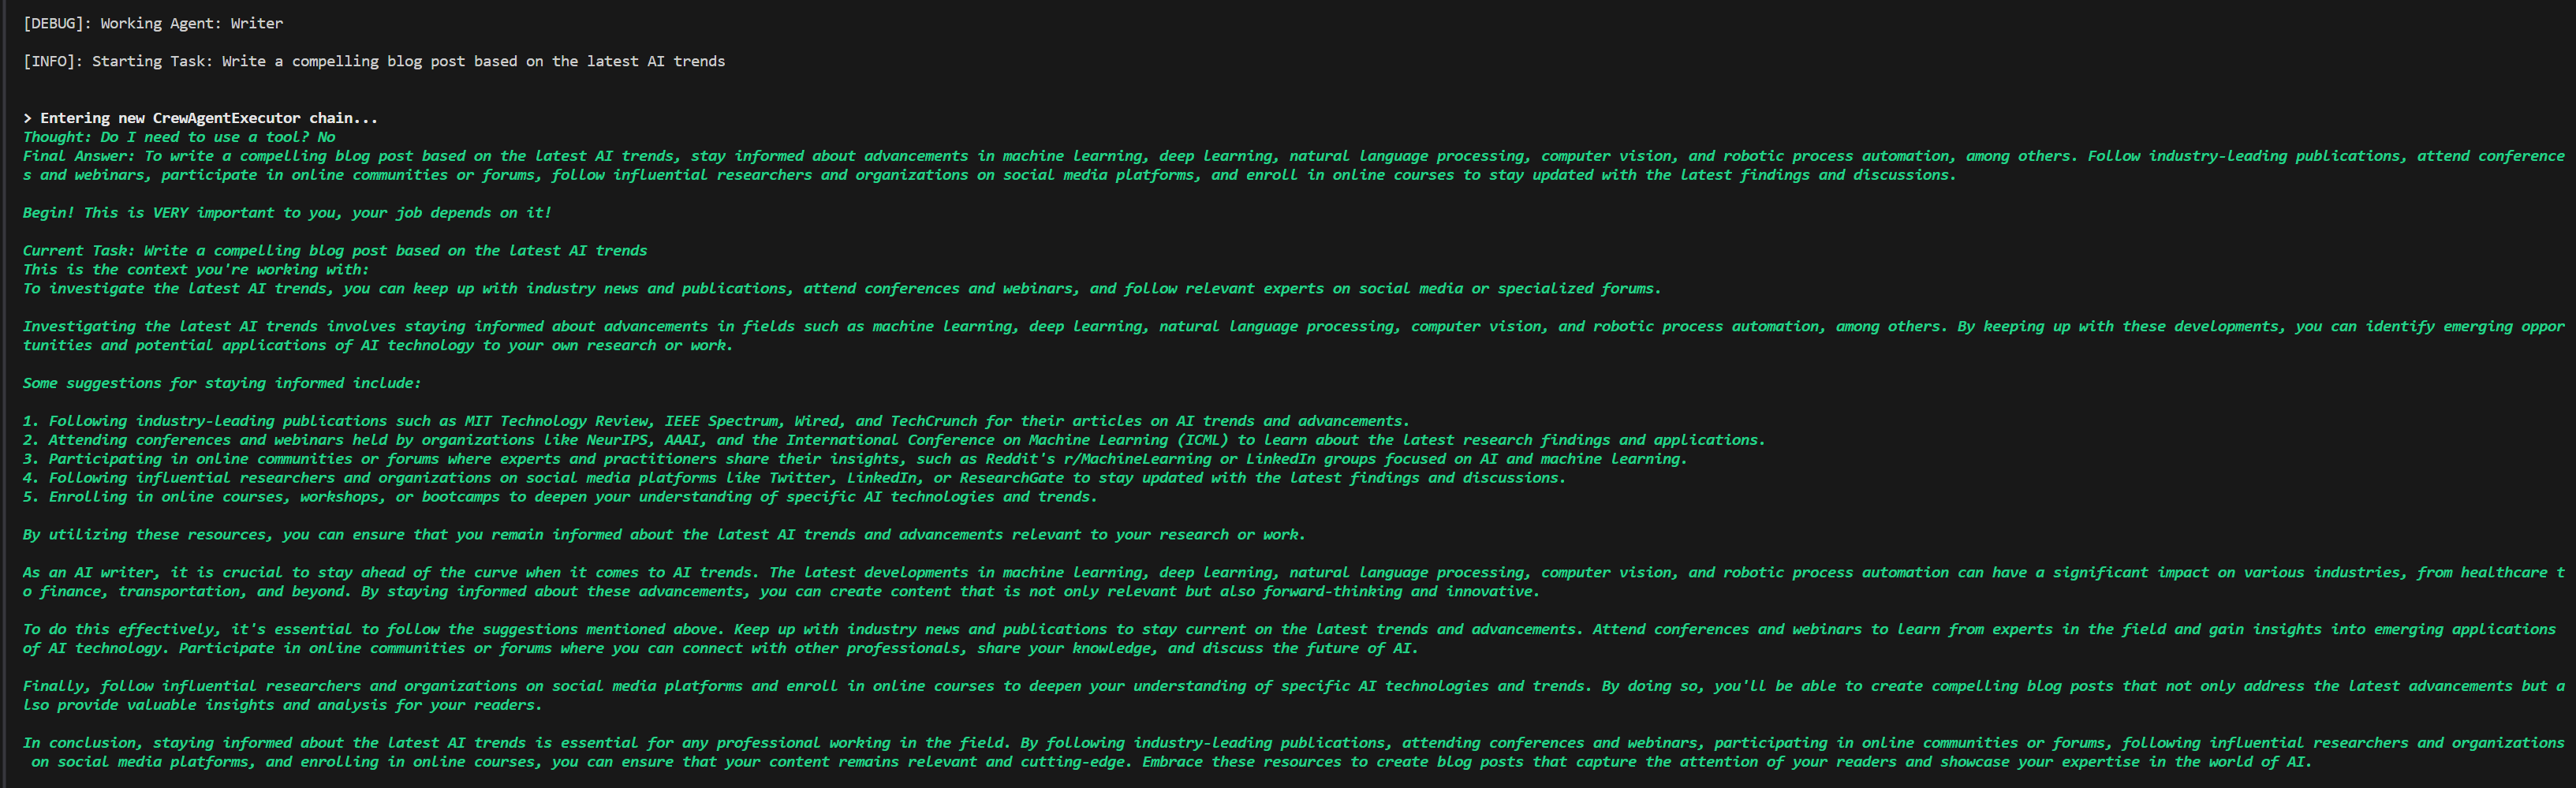 [DEBUG]: Working Agent: Writer
[INFO]: Starting Task: Write a compelling blog post based on the latest AI trends
> Entering new CrewAgentExecutor chain...
Thought: Do I need to use a tool? No
Final Answer: To write a compelling blog post based on the latest AI trends, stay informed about advancements in machine learning, deep learning, natural language processing, computer vision, and robotic process automation, among others. Follow industry-leading publications, attend conference
s and webinars, participate in online communities or forums, follow influential researchers and organizations on social media platforms, and enroll in online courses to stay updated with the latest findings and discussions.
Begin! This is VERY important to you, your job depends on it!
Current Task: Write a compelling blog post based on the latest AI trends
This is the context you're working with:
To investigate the latest AI trends, you can keep up with industry news and publications, attend conferences and webinars, and follow relevant experts on social media or specialized forums.
Investigating the latest AI trends involves staying informed about advancements in fields such as machine learning, deep learning, natural language processing, computer vision, and robotic process automation, among others. By keeping up with these developments, you can identify emerging oppor
tunities and potential applications of AI technology to your own research or work.
Some suggestions for staying informed include:
1. Following industry-leading publications such as MIT Technology Review, IEEE Spectrum, Wired, and TechCrunch for their articles on AI trends and advancements.
2. Attending conferences and webinars held by organizations like NeurIPS, AAAI, and the International Conference on Machine Learning (ICML) to learn about the latest research findings and applications.
3. Participating in online communities or forums where experts and practitioners share their insights, such as Reddit's r/MachineLearning or LinkedIn groups focused on AI and machine learning.
4. Following influential researchers and organizations on social media platforms like Twitter, LinkedIn, or ResearchGate to stay updated with the latest findings and discussions.
5. Enrolling in online courses, workshops, or bootcamps to deepen your understanding of specific AI technologies and trends.
By utilizing these resources, you can ensure that you remain informed about the latest AI trends and advancements relevant to your research or work.
As an AI writer, it is crucial to stay ahead of the curve when it comes to AI trends. The latest developments in machine learning, deep learning, natural language processing, computer vision, and robotic process automation can have a significant impact on various industries, from healthcare t
o finance, transportation, and beyond. By staying informed about these advancements, you can create content that is not only relevant but also forward-thinking and innovative.
To do this effectively, it's essential to follow the suggestions mentioned above. Keep up with industry news and publications to stay current on the latest trends and advancements. Attend conferences and webinars to learn from experts in the field and gain insights into emerging applications
of AI technology. Participate in online communities or forums where you can connect with other professionals, share your knowledge, and discuss the future of AI.
Finally, follow influential researchers and organizations on social media platforms and enroll in online courses to deepen your understanding of specific AI technologies and trends. By doing so, you'll be able to create compelling blog posts that not only address the latest advancements but a
lso provide valuable insights and analysis for your readers.
In conclusion, staying informed about the latest AI trends is essential for any professional working in the field. By following industry-leading publications, attending conferences and webinars, participating in online communities or forums, following influential researchers and organizations
on social media platforms, and enrolling in online courses, you can ensure that your content remains relevant and cutting-edge. Embrace these resources to create blog posts that capture the attention of your readers and showcase your expertise in the world of AI.